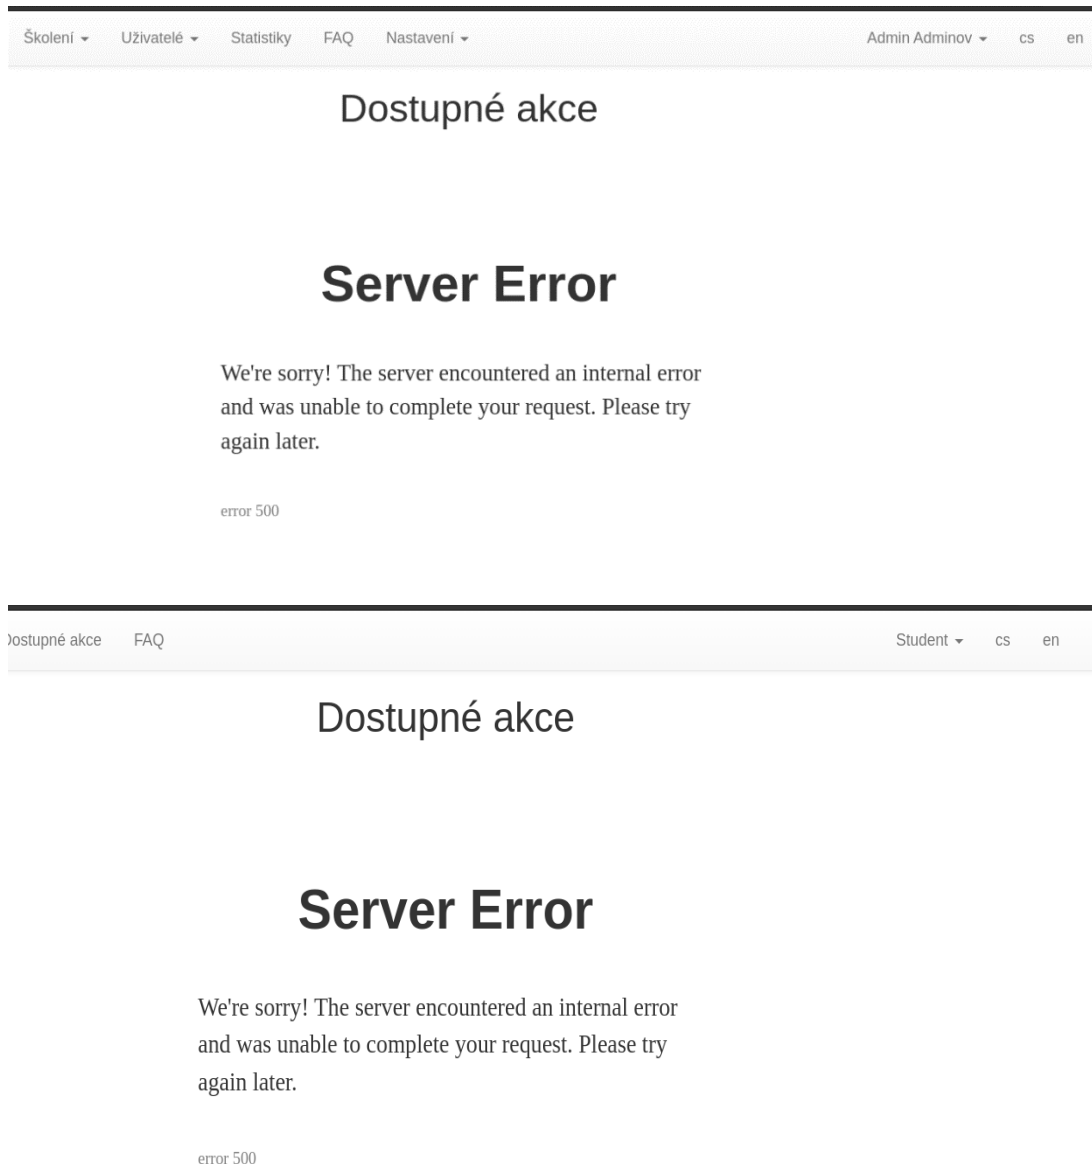 Školení Uživatelé Statistiky FAQ Nastavení Admin Adminov cs en
Dostupné akce
Server Error
We're sorry! The server encountered an internal error
and was unable to complete your request. Please try
again later.
error 500
Dostupné akce FAQ Student cs en
Dostupné akce
Server Error
We're sorry! The server encountered an internal error
and was unable to complete your request. Please try
again later.
error 500